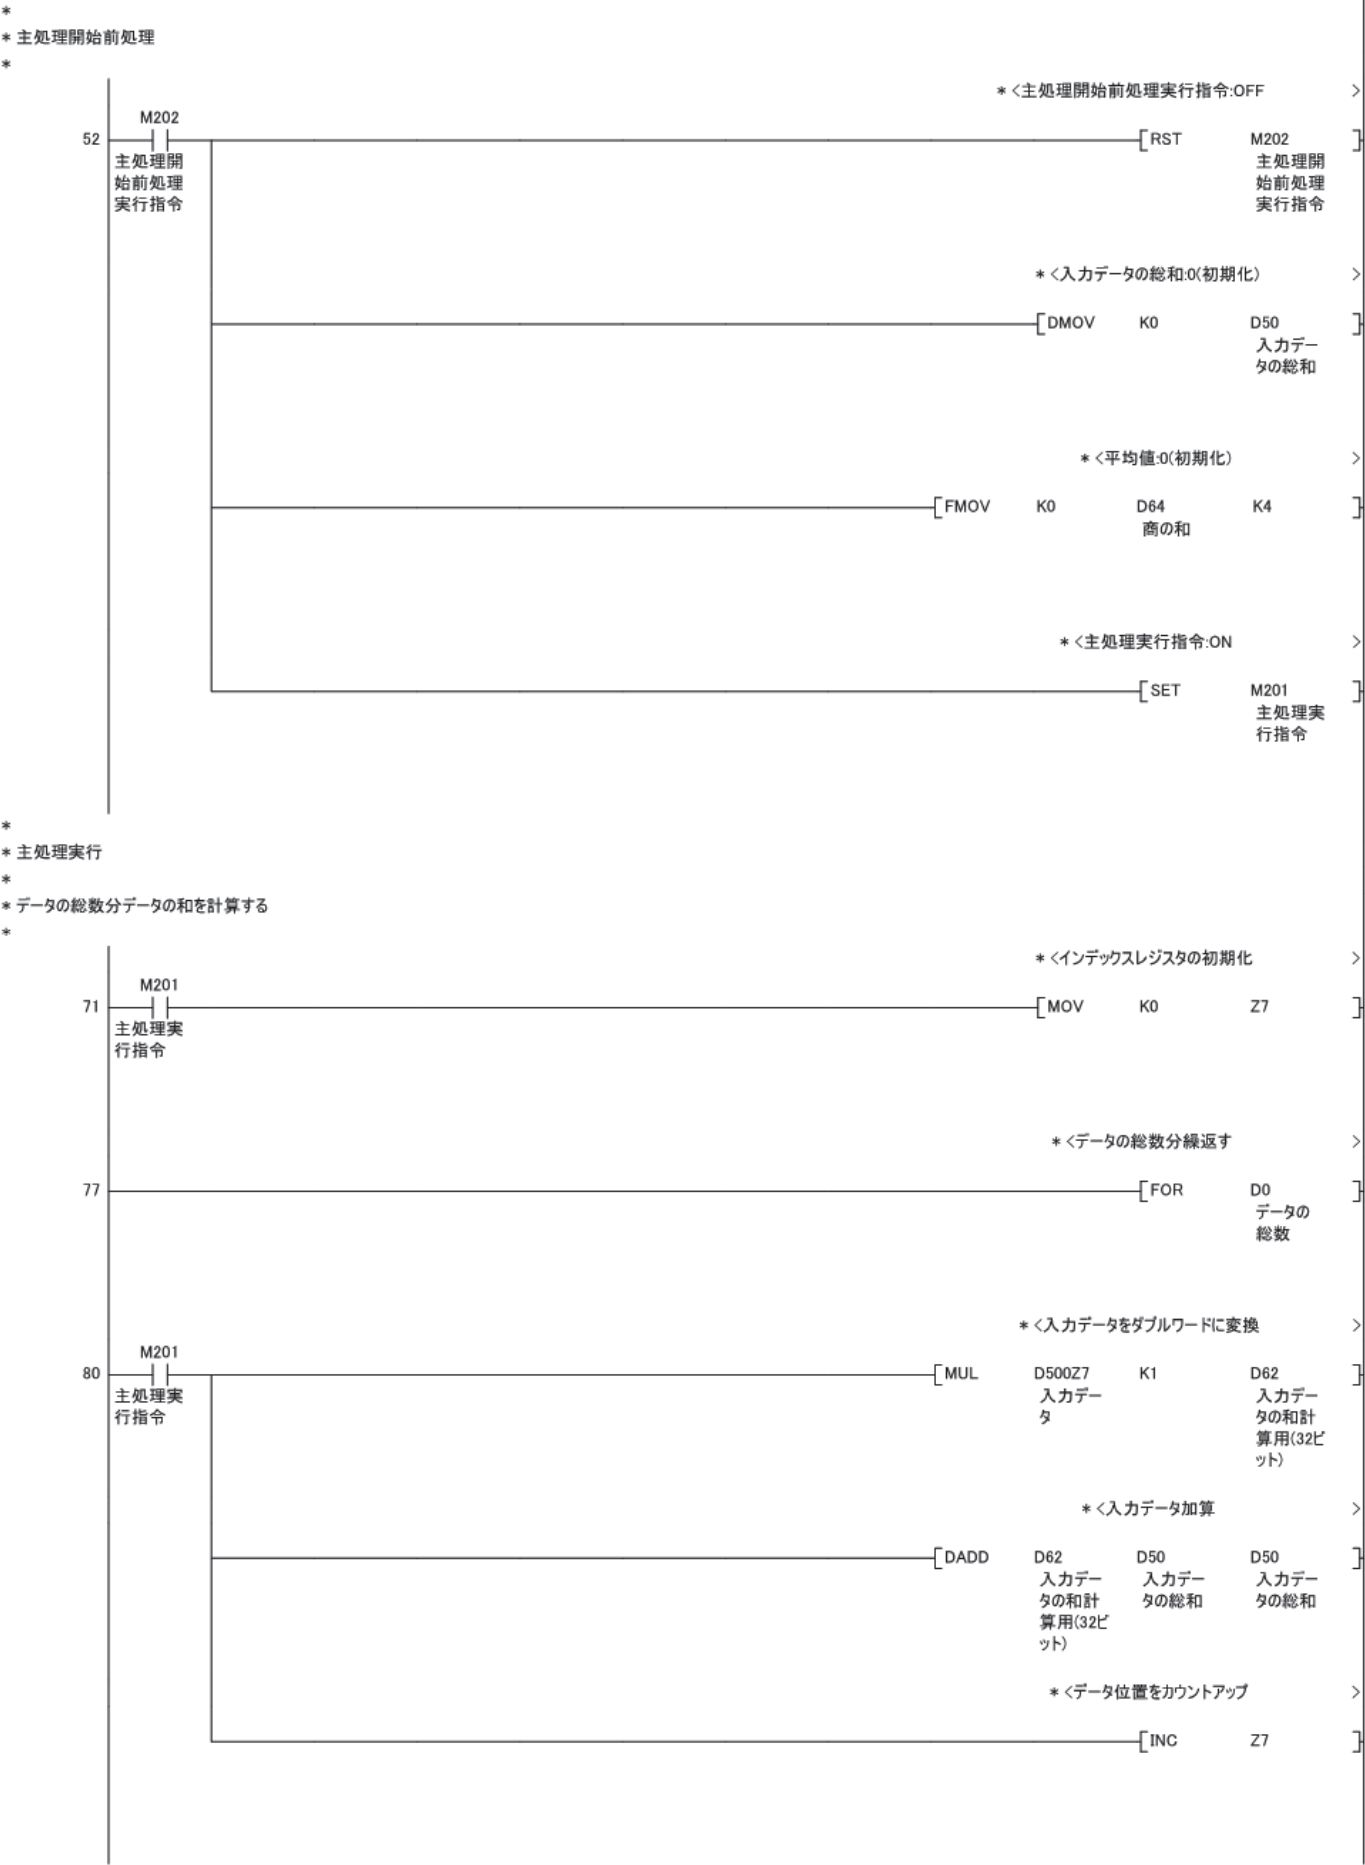 *
* 主処理開始前処理
*
* <主処理開始前処理実行指令:OFF >
M202
52 [RST M202 ]
主処理開 主処理開
始前処理 始前処理
実行指令 実行指令
* <入力データの総和:0(初期化) >
[DMOV K0 D50 ]
入力デー
タの総和
* <平均値:0(初期化) >
[FMOV K0 D64 K4 ]
商の和
* <主処理実行指令:ON >
[SET M201 ]
主処理実
行指令
*
* 主処理実行
*
* データの総数分データの和を計算する
*
* <インデックスレジスタの初期化 >
M201
71 [MOV K0 Z7 ]
主処理実
行指令
* <データの総数分繰返す >
77 [FOR D0 ]
データの
総数
* <入力データをダブルワードに変換 >
M201
80 [MUL D500Z7 K1 D62 ]
主処理実 入力デー 入力デー
行指令 タ タの和計
算用(32ビ
ット)
* <入力データ加算 >
[DADD D62 D50 D50 ]
入力デー 入力デー 入力デー
タの和計 タの総和 タの総和
算用(32ビ
ット)
* <データ位置をカウントアップ >
[INC Z7 ]